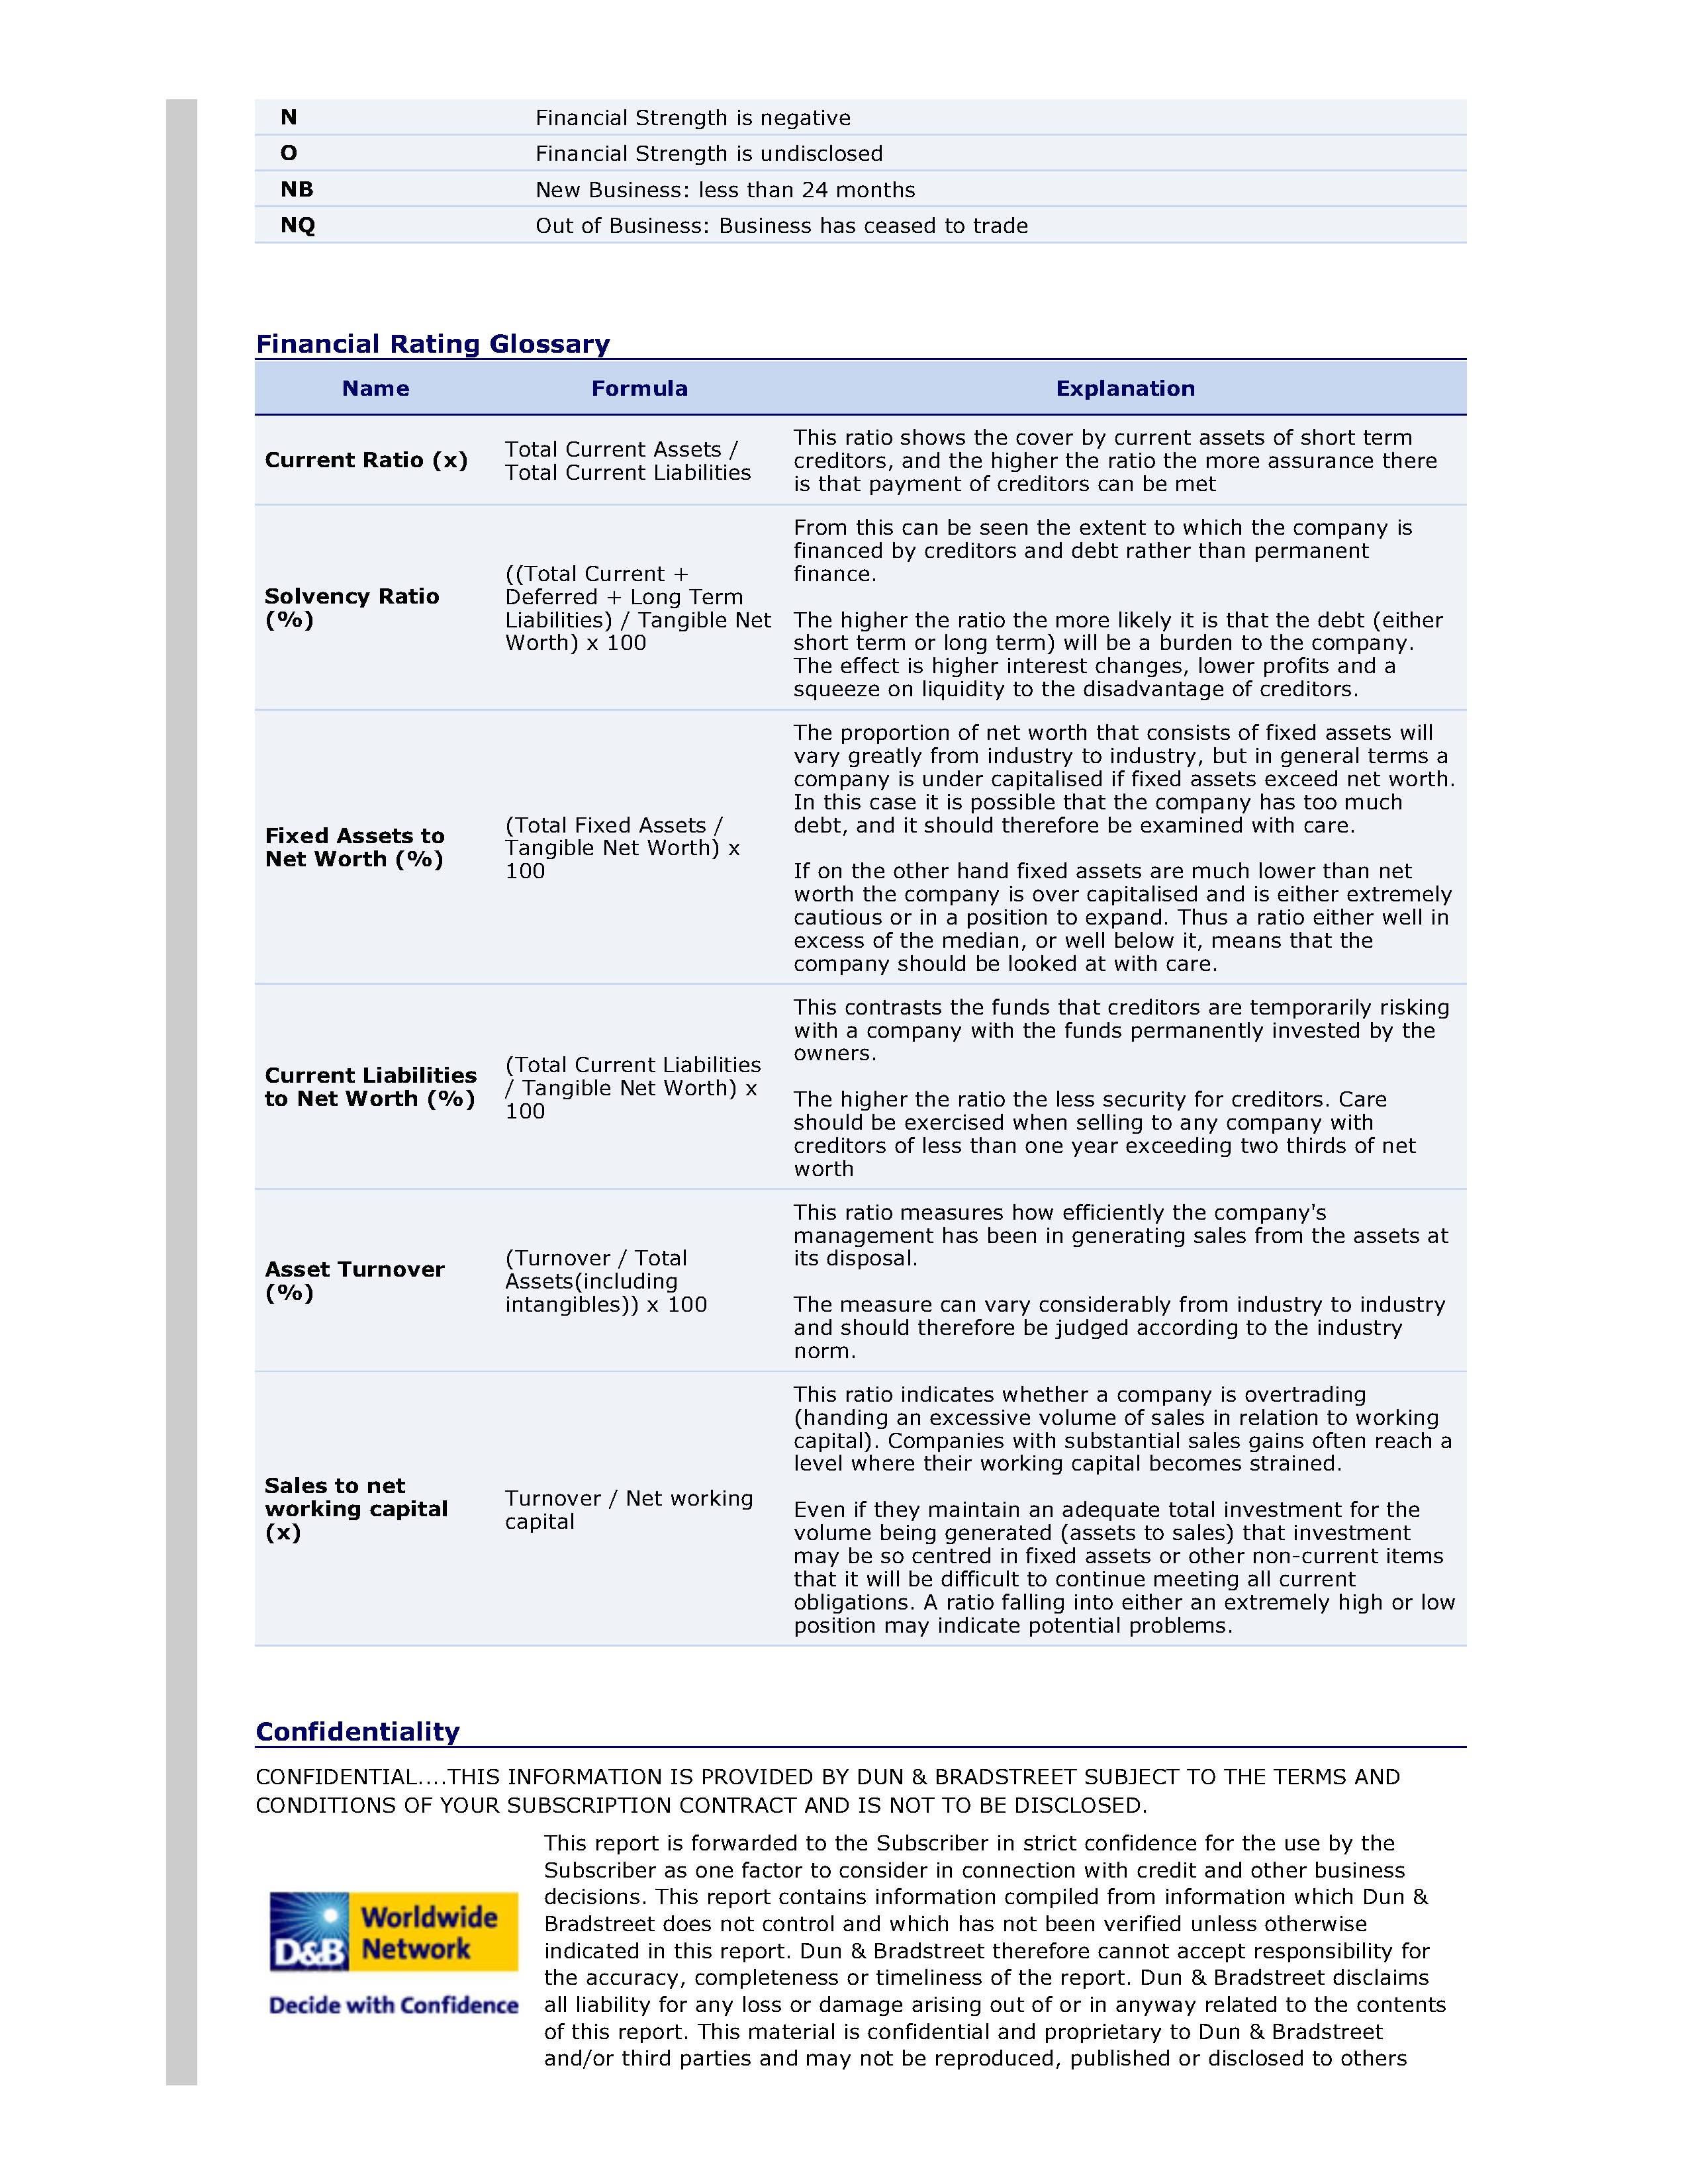 N Financial Strength is negative
O Financial Strength is undisclosed
NB New Business: less than 24 months
NQ Out of Business: Business has ceased to trade
Financial Rating Glossary
Name Formula Explanation
Current Ratio (x)
Total Current Assets /
Total Current Liabilities
This ratio shows the cover by current assets of short term
creditors, and the higher the ratio the more assurance there
is that payment of creditors can be met
Solvency Ratio
(%)
((Total Current +
Deferred + Long Term
Liabilities) / Tangible Net
Worth) x 100
From this can be seen the extent to which the company is
financed by creditors and debt rather than permanent
finance.
The higher the ratio the more likely it is that the debt (either
short term or long term) will be a burden to the company.
The effect is higher interest changes, lower profits and a
squeeze on liquidity to the disadvantage of creditors.
Fixed Assets to
Net Worth (%)
(Total Fixed Assets /
Tangible Net Worth) x
100
The proportion of net worth that consists of fixed assets will
vary greatly from industry to industry, but in general terms a
company is under capitalised if fixed assets exceed net worth.
In this case it is possible that the company has too much
debt, and it should therefore be examined with care.
If on the other hand fixed assets are much lower than net
worth the company is over capitalised and is either extremely
cautious or in a position to expand. Thus a ratio either well in
excess of the median, or well below it, means that the
company should be looked at with care.
Current Liabilities
to Net Worth (%)
(Total Current Liabilities
/ Tangible Net Worth) x
100
This contrasts the funds that creditors are temporarily risking
with a company with the funds permanently invested by the
owners.
The higher the ratio the less security for creditors. Care
should be exercised when selling to any company with
creditors of less than one year exceeding two thirds of net
worth
Asset Turnover
(%)
(Turnover / Total
Assets(including
intangibles)) x 100
This ratio measures how efficiently the company's
management has been in generating sales from the assets at
its disposal.
The measure can vary considerably from industry to industry
and should therefore be judged according to the industry
norm.
Sales to net
working capital
(x)
Turnover / Net working
capital
This ratio indicates whether a company is overtrading
(handing an excessive volume of sales in relation to working
capital). Companies with substantial sales gains often reach a
level where their working capital becomes strained.
Even if they maintain an adequate total investment for the
volume being generated (assets to sales) that investment
may be so centred in fixed assets or other non-current items
that it will be difficult to continue meeting all current
obligations. A ratio falling into either an extremely high or low
position may indicate potential problems.
Confidentiality
CONFIDENTIAL....THIS INFORMATION IS PROVIDED BY DUN & BRADSTREET SUBJECT TO THE TERMS AND
CONDITIONS OF YOUR SUBSCRIPTION CONTRACT AND IS NOT TO BE DISCLOSED.
D&B
Worldwide
Network
Decide with Confidence
This report is forwarded to the Subscriber in strict confidence for the use by the
Subscriber as one factor to consider in connection with credit and other business
decisions. This report contains information compiled from information which Dun &
Bradstreet does not control and which has not been verified unless otherwise
indicated in this report. Dun & Bradstreet therefore cannot accept responsibility for
the accuracy, completeness or timeliness of the report. Dun & Bradstreet disclaims
all liability for any loss or damage arising out of or in anyway related to the contents
of this report. This material is confidential and proprietary to Dun & Bradstreet
and/or third parties and may not be reproduced, published or disclosed to others